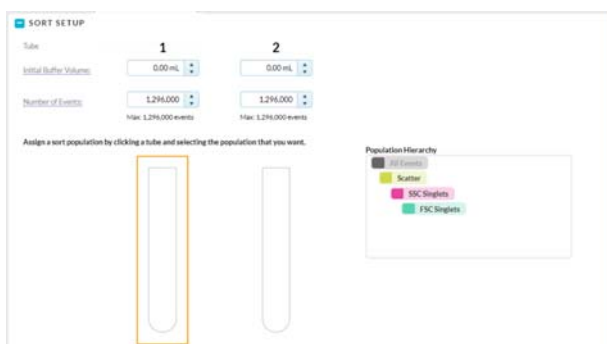 SORT SETUP
Tube: 1 2
Initial Buffer Volume: 0.00 mL 0.00 mL
Number of Events: 1,296,000 1,296,000
Max: 1,296,000 events Max: 1,296,000 events
Assign a sort population by clicking a tube and selecting the population that you want.
Population Hierarchy
All Events
Scatter
SSC Singlets
FSC Singlets